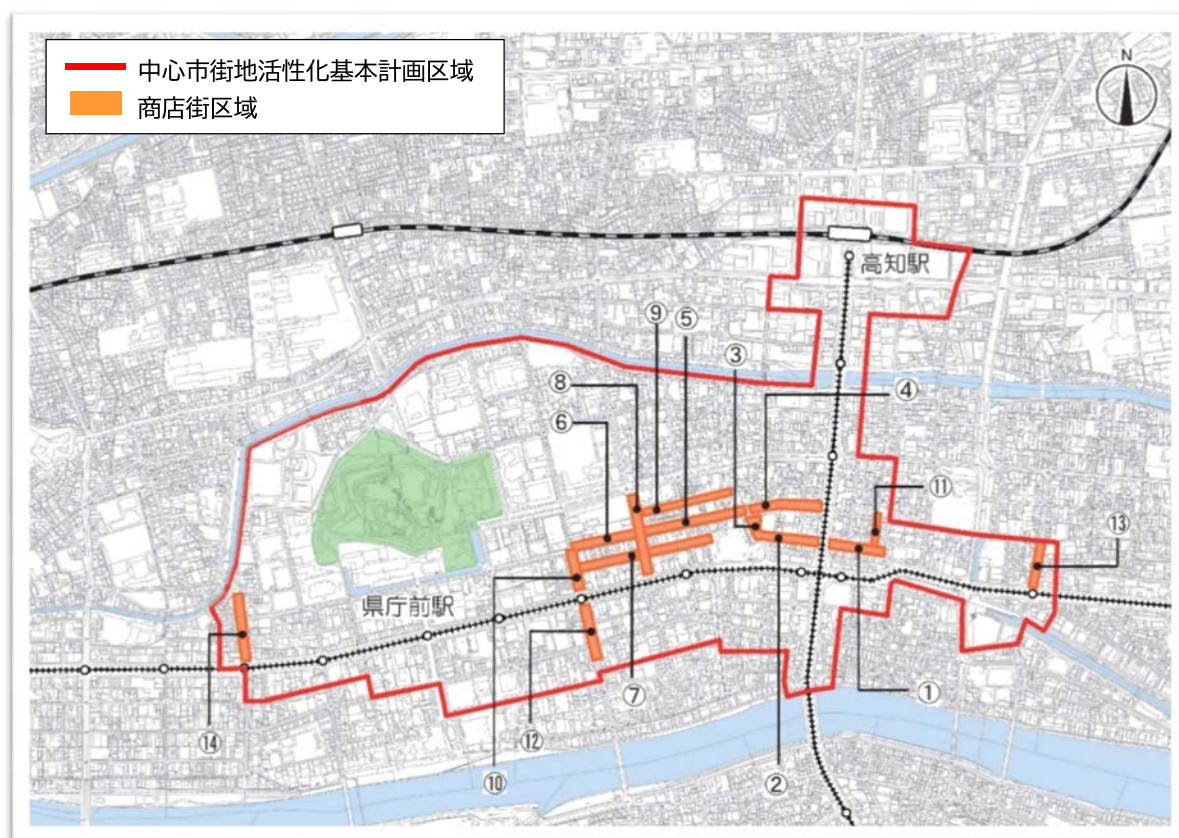 中心市街地活性化基本計画区域
商店街区域
N
高知駅
⑨
⑤
③
⑧
④
⑥
⑪
⑬
県庁前駅
⑦
①
⑭
⑫
⑩
②